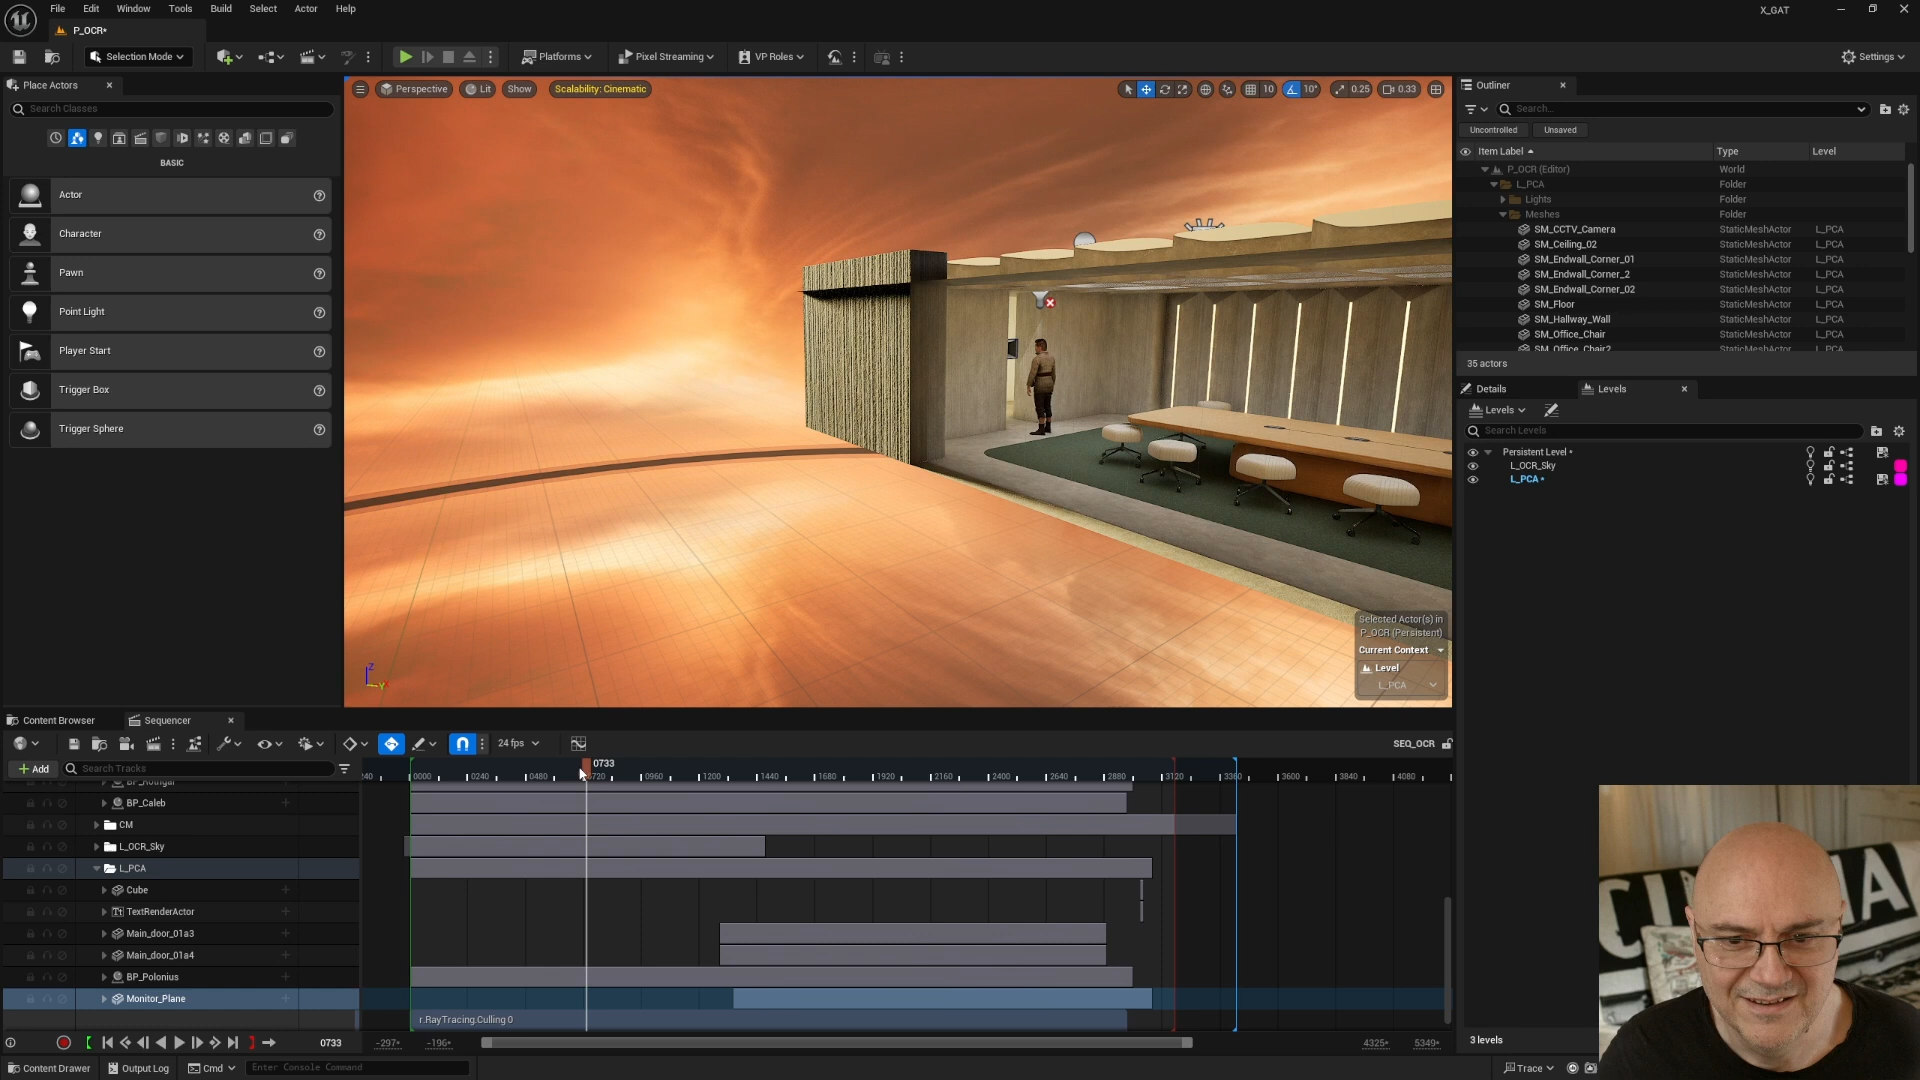 File Edit Window Tools Build Select Actor Help
X_GAT
P_OCR*
Selection Mode
Platforms
Pixel Streaming
VP Roles
Settings
Place Actors
Search Classes
BASIC
Actor
Character
Pawn
Point Light
Player Start
Trigger Box
Trigger Sphere
Perspective Lit Show Scalability: Cinematic
10 10° 0.25 0.33
Z
Y
Selected Actor(s) in
P_OCR (Persistent)
Current Context
Level
L_PCA
Outliner
Search...
Uncontrolled Unsaved
Item Label Type Level
P_OCR (Editor) World
L_PCA Folder
Lights Folder
Meshes Folder
SM_CCTV_Camera StaticMeshActor L_PCA
SM_Ceiling_02 StaticMeshActor L_PCA
SM_Endwall_Corner_01 StaticMeshActor L_PCA
SM_Endwall_Corner_2 StaticMeshActor L_PCA
SM_Endwall_Corner_02 StaticMeshActor L_PCA
SM_Floor StaticMeshActor L_PCA
SM_Hallway_Wall StaticMeshActor L_PCA
SM_Office_Chair StaticMeshActor L_PCA
SM_Office_Chair2 StaticMeshActor L_PCA
35 actors
Details Levels
Levels
Search Levels
Persistent Level *
L_OCR_Sky
L_PCA *
3 levels
Content Browser Sequencer
24 fps
SEQ_OCR
Add Search Tracks
0733
240 0000 0240 0480 0720 0960 1200 1440 1680 1920 2160 2400 2640 2880 3120 3360 3600 3840 4080
BP_Caleb
CM
L_OCR_Sky
L_PCA
Cube
TextRenderActor
Main_door_01a3
Main_door_01a4
BP_Polonius
Monitor_Plane
r.RayTracing.Culling 0
0733 -297* -196* 4325* 5349*
Content Drawer Output Log Cmd Enter Console Command
Trace